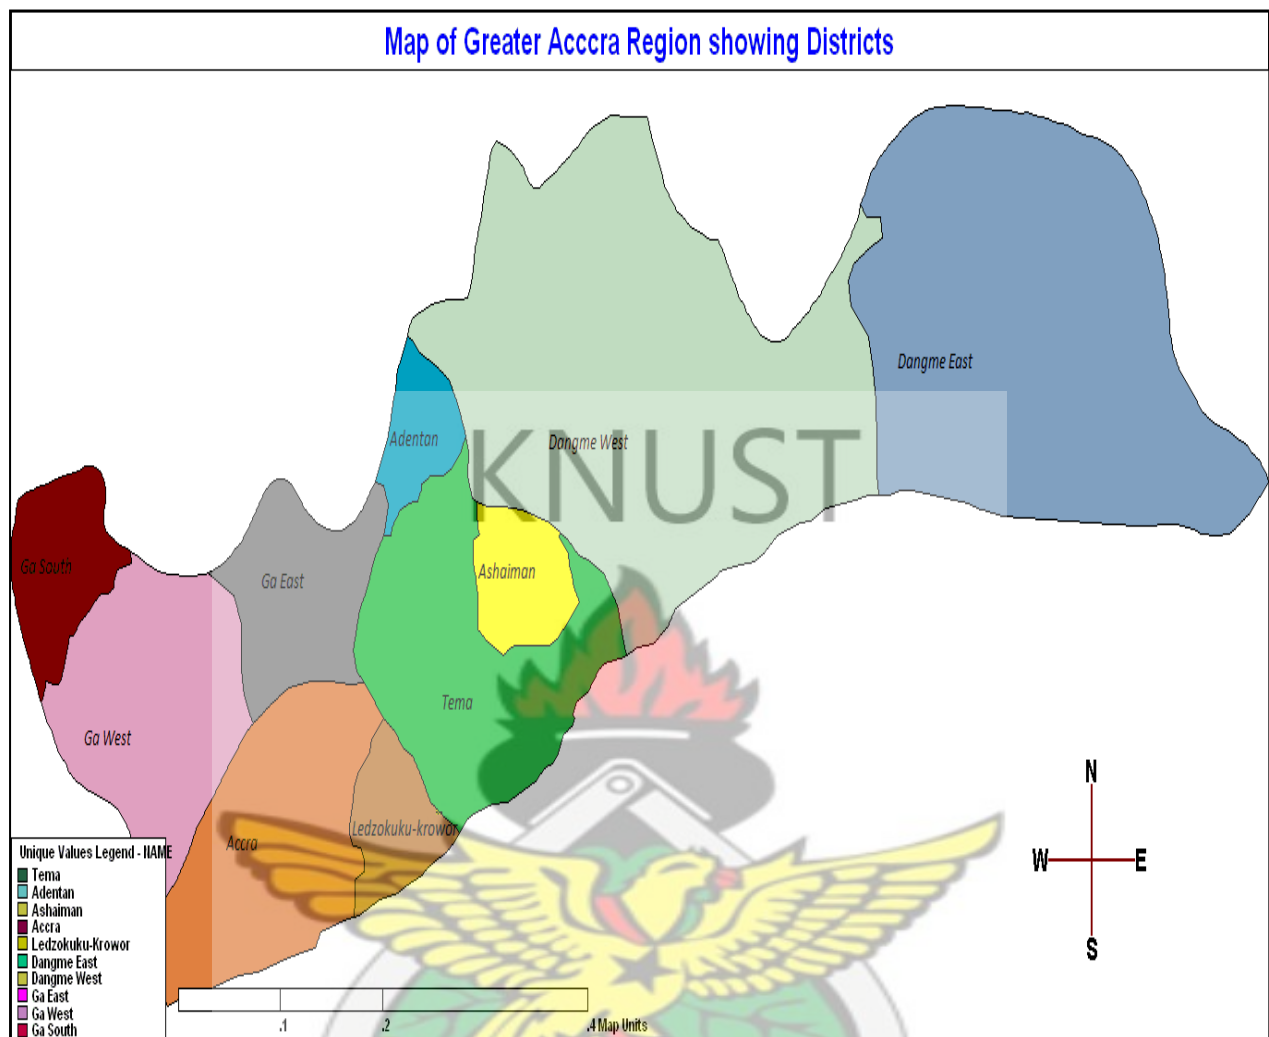 Map of Greater Acccra Region showing Districts
Dangme East
Adentan
Dangme West
KNUST
Ga South
Ga East
Ashaiman
Tema
Ga West
Ledzokuku-krowor
Accra
N
W E
S
Unique Values Legend - NAME
Tema
Adentan
Ashaiman
Accra
Ledzokuku-Krowor
Dangme East
Dangme West
Ga East
Ga West
Ga South
.1 .2 .4 Map Units